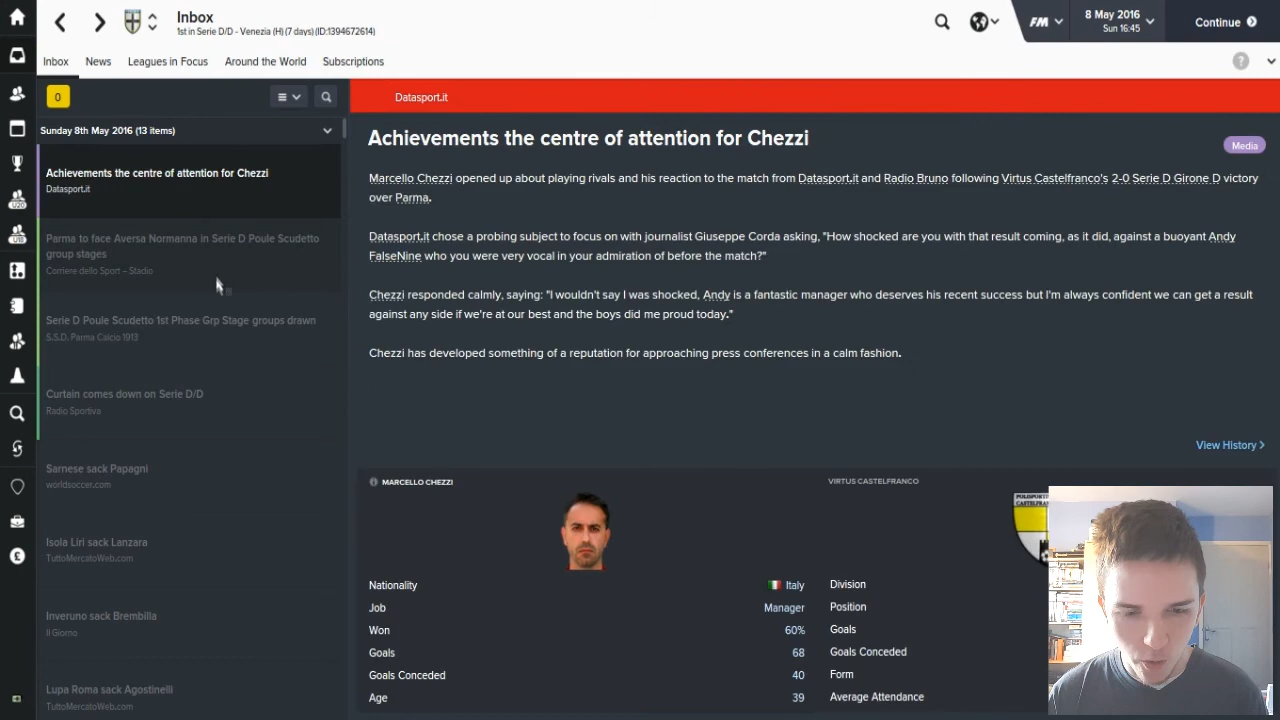 Inbox
1st in Serie D/D - Venezia (H) (7 days) (ID:1394672614)
FM
8 May 2016
Sun 16:45
Continue
Inbox News Leagues in Focus Around the World Subscriptions
?
0
Sunday 8th May 2016 (13 items)
Achievements the centre of attention for Chezzi
Datasport.it
Parma to face Aversa Normanna in Serie D Poule Scudetto
group stages
Corriere dello Sport – Stadio
Serie D Poule Scudetto 1st Phase Grp Stage groups drawn
S.S.D. Parma Calcio 1913
Curtain comes down on Serie D/D
Radio Sportiva
Sarnese sack Papagni
worldsoccer.com
Isola Liri sack Lanzara
TuttoMercatoWeb.com
Inveruno sack Brembilla
Il Giorno
Lupa Roma sack Agostinelli
TuttoMercatoWeb.com
Datasport.it
Achievements the centre of attention for Chezzi
Media
Marcello Chezzi opened up about playing rivals and his reaction to the match from Datasport.it and Radio Bruno following Virtus Castelfranco's 2-0 Serie D Girone D victory
over Parma.
Datasport.it chose a probing subject to focus on with journalist Giuseppe Corda asking, "How shocked are you with that result coming, as it did, against a buoyant Andy
FalseNine who you were very vocal in your admiration of before the match?"
Chezzi responded calmly, saying: "I wouldn't say I was shocked, Andy is a fantastic manager who deserves his recent success but I'm always confident we can get a result
against any side if we're at our best and the boys did me proud today."
Chezzi has developed something of a reputation for approaching press conferences in a calm fashion.
View History
MARCELLO CHEZZI
Nationality Italy
Job Manager
Won 60%
Goals 68
Goals Conceded 40
Age 39
VIRTUS CASTELFRANCO
Division
Position
Goals
Goals Conceded
Form
Average Attendance